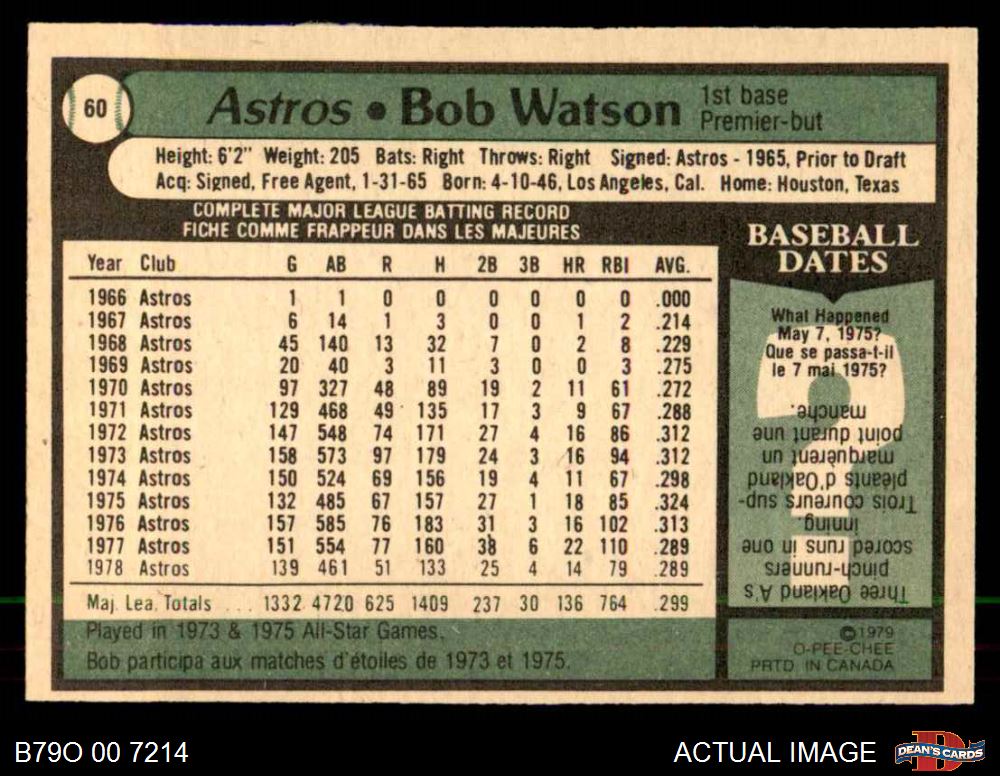 60
Astros • Bob Watson
1st base
Premier-but
Height: 6'2" Weight: 205 Bats: Right Throws: Right Signed: Astros - 1965, Prior to Draft
Acq: Signed, Free Agent, 1-31-65 Born: 4-10-46, Los Angeles, Cal. Home: Houston, Texas
COMPLETE MAJOR LEAGUE BATTING RECORD
FICHE COMME FRAPPEUR DANS LES MAJEURES
Year Club G AB R H 2B 3B HR RBI AVG.
1966 Astros 1 1 0 0 0 0 0 0 .000
1967 Astros 6 14 1 3 0 0 1 2 .214
1968 Astros 45 140 13 32 7 0 2 8 .229
1969 Astros 20 40 3 11 3 0 0 3 .275
1970 Astros 97 327 48 89 19 2 11 61 .272
1971 Astros 129 468 49 135 17 3 9 67 .288
1972 Astros 147 548 74 171 27 4 16 86 .312
1973 Astros 158 573 97 179 24 3 16 94 .312
1974 Astros 150 524 69 156 19 4 11 67 .298
1975 Astros 132 485 67 157 27 1 18 85 .324
1976 Astros 157 585 76 183 31 3 16 102 .313
1977 Astros 151 554 77 160 38 6 22 110 .289
1978 Astros 139 461 51 133 25 4 14 79 .289
Maj. Lea. Totals ... 1332 4720 625 1409 237 30 136 764 .299
Played in 1973 & 1975 All-Star Games.
Bob participa aux matches d'étoiles de 1973 et 1975.
BASEBALL
DATES
What Happened
May 7, 1975?
Que se passa-t-il
le 7 mai 1975?
Three Oakland A's
pinch-runners
scored runs in one
inning.
Trois coureurs sup-
pleants d'Oakland
marquèrent un
point durant une
manche.
©1979
O-PEE-CHEE
PRTD. IN CANADA
B79O 00 7214
ACTUAL IMAGE
D
DEAN'S CARDS